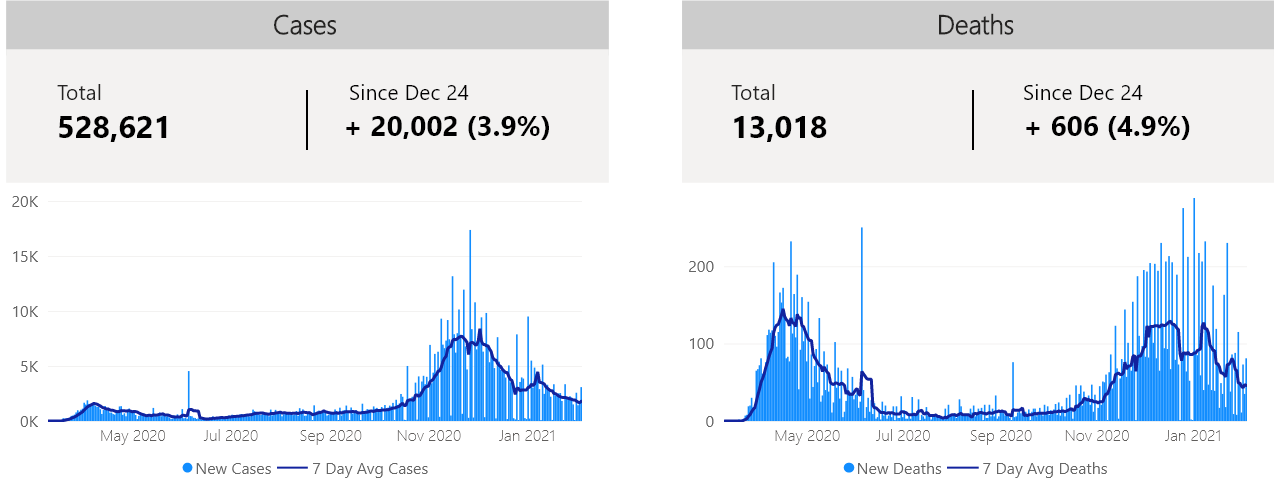 Cases
Total
528,621
Since Dec 24
+ 20,002 (3.9%)
20K
15K
10K
5K
0K
May 2020 Jul 2020 Sep 2020 Nov 2020 Jan 2021
New Cases 7 Day Avg Cases
Deaths
Total
13,018
Since Dec 24
+ 606 (4.9%)
200
100
0
May 2020 Jul 2020 Sep 2020 Nov 2020 Jan 2021
New Deaths 7 Day Avg Deaths